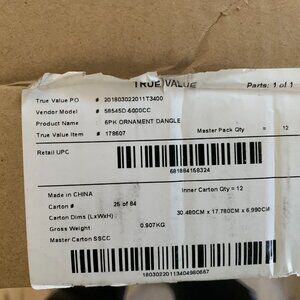 TRUE VALUE Parts: 1 of 1
True Value PO # 201803022011T3400
Vendor Model # 58545D-6000CC
Product Name # 6PK ORNAMENT DANGLE
True Value Item # 178607 Master Pack Qty = 12
Retail UPC
681884158324
Made in CHINA Inner Carton Qty = 12
Carton # 25 of 84
Carton Dims (LxWxH) 30.480CM x 17.780CM x 6.990CM
Gross Weight 0.907KG
Master Carton SSCC
18030220113404980667